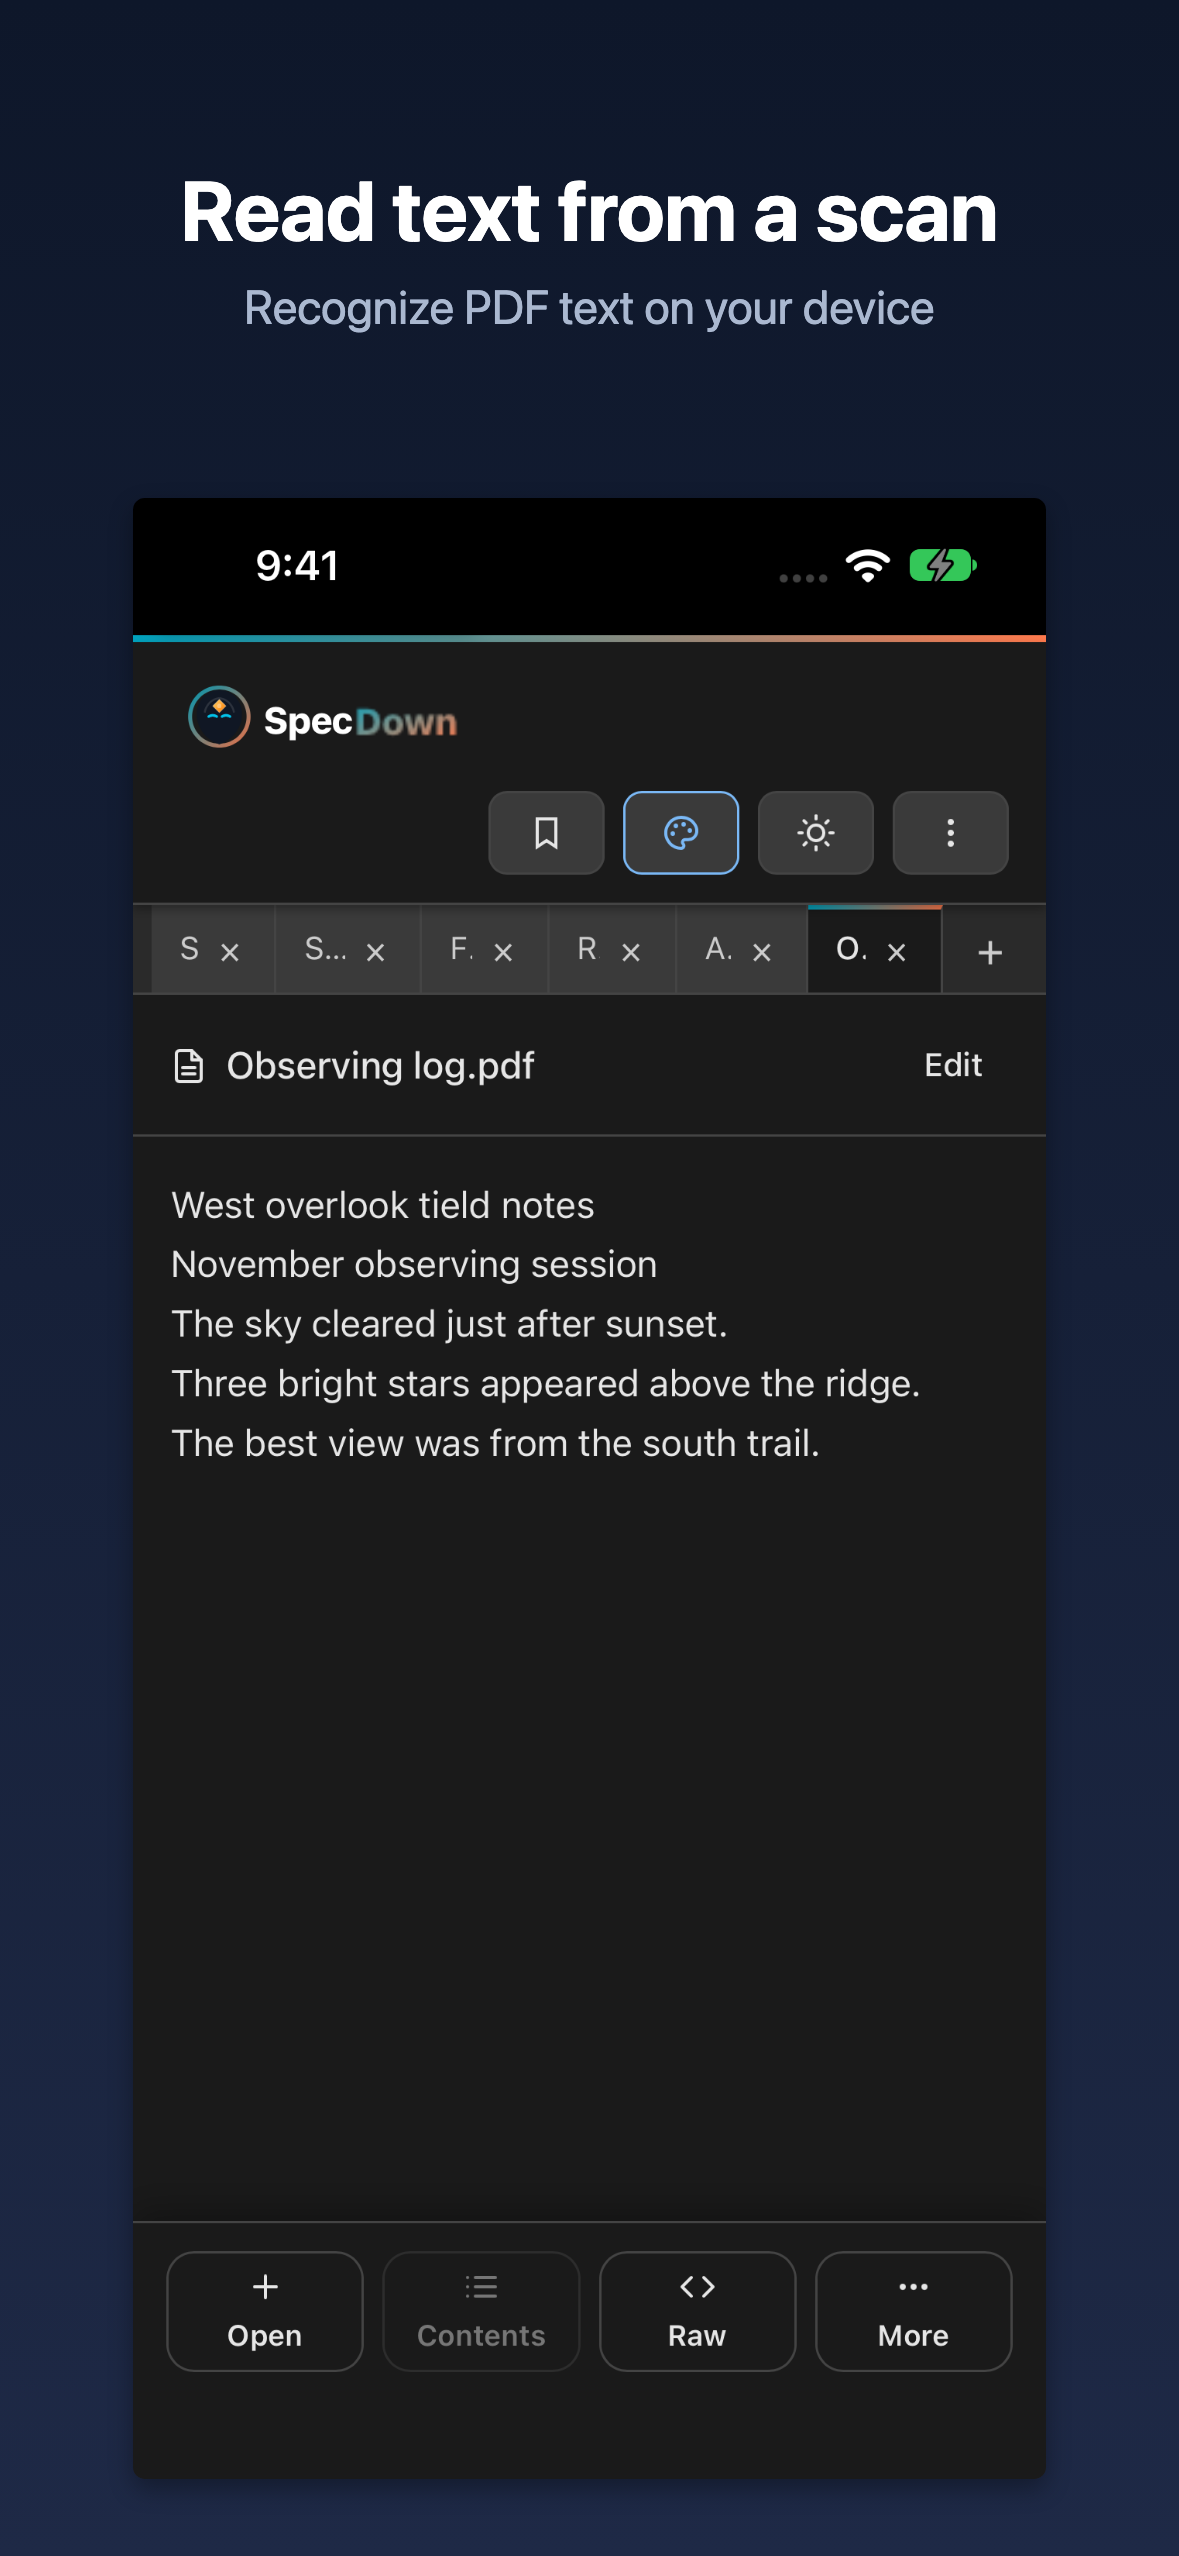 Read text from a scan
Recognize PDF text on your device
9:41
SpecDown
S × S... × F. × R × A. × O. × +
Observing log.pdf Edit
West overlook tield notes
November observing session
The sky cleared just after sunset.
Three bright stars appeared above the ridge.
The best view was from the south trail.
Open Contents Raw More